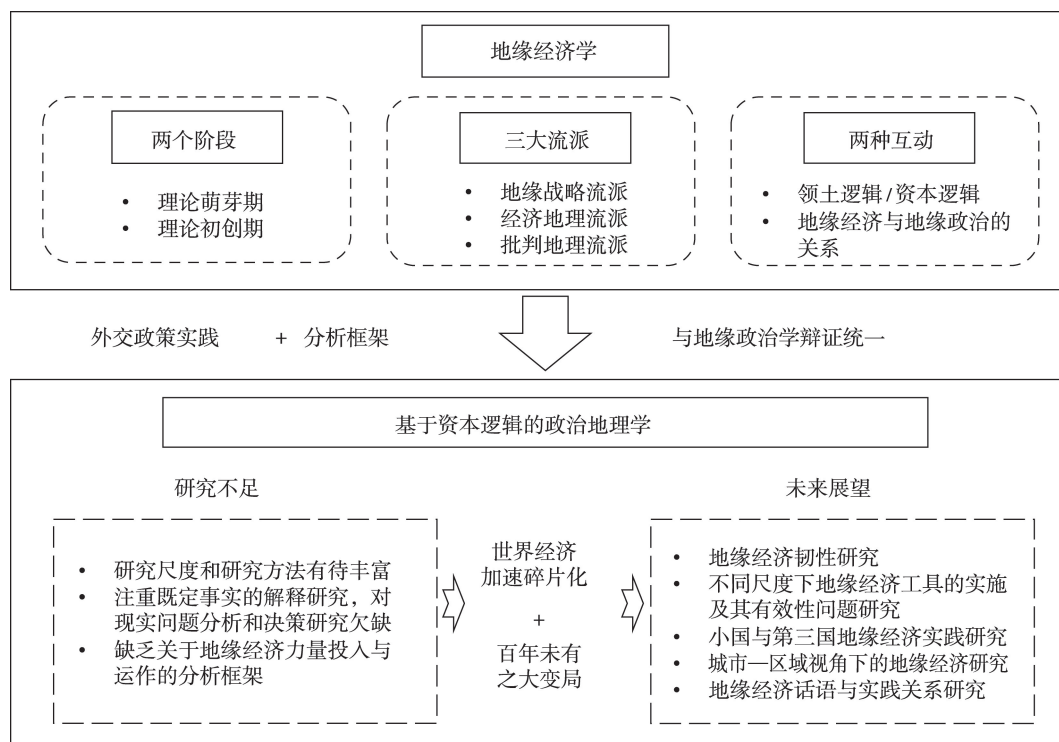 地缘经济学
两个阶段
• 理论萌芽期
• 理论初创期
三大流派
• 地缘战略流派
• 经济地理流派
• 批判地理流派
两种互动
• 领土逻辑/资本逻辑
• 地缘经济与地缘政治的
关系
外交政策实践 + 分析框架
与地缘政治学辩证统一
基于资本逻辑的政治地理学
研究不足
• 研究尺度和研究方法有待丰富
• 注重既定事实的解释研究，对
现实问题分析和决策研究欠缺
• 缺乏关于地缘经济力量投入与
运作的分析框架
世界经济
加速碎片化
+
百年未有
之大变局
未来展望
• 地缘经济韧性研究
• 不同尺度下地缘经济工具的实施
及其有效性问题研究
• 小国与第三国地缘经济实践研究
• 城市—区域视角下的地缘经济研究
• 地缘经济话语与实践关系研究